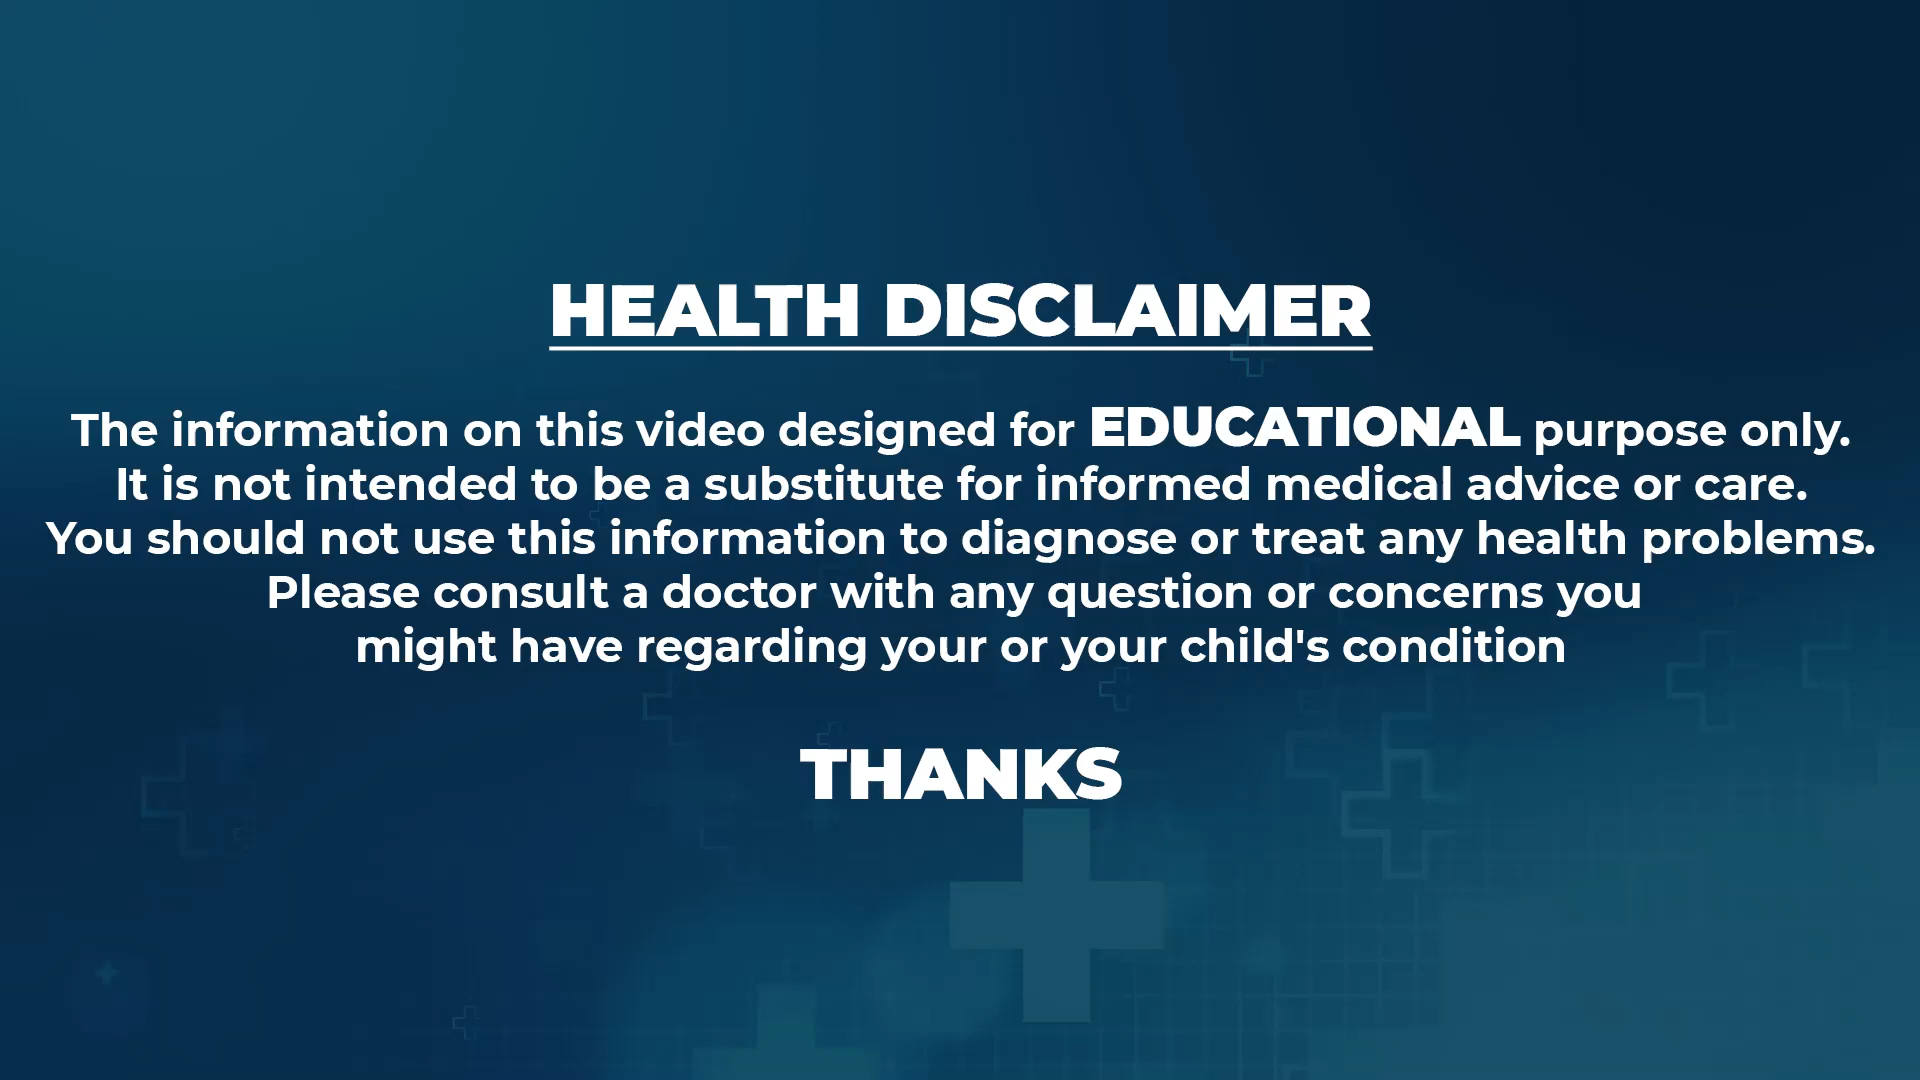 HEALTH DISCLAIMER
The information on this video designed for EDUCATIONAL purpose only.
It is not intended to be a substitute for informed medical advice or care.
You should not use this information to diagnose or treat any health problems.
Please consult a doctor with any question or concerns you
might have regarding your or your child's condition
THANKS